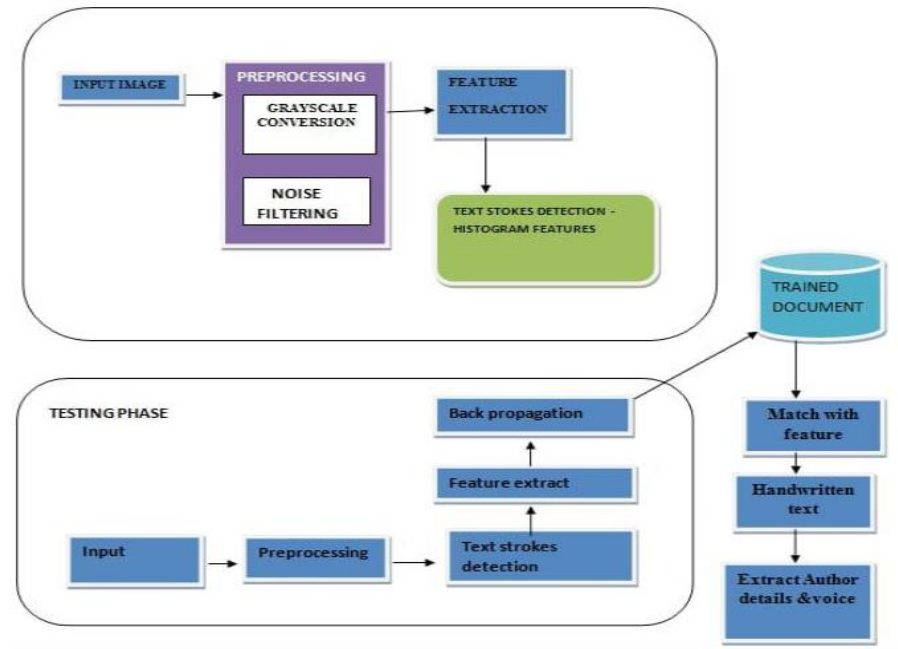 INPUT IMAGE
PREPROCESSING
GRAYSCALE
CONVERSION
NOISE
FILTERING
FEATURE
EXTRACTION
TEXT STOKES DETECTION -
HISTOGRAM FEATURES
TRAINED
DOCUMENT
TESTING PHASE
Back propagation
Feature extract
Input
Preprocessing
Text strokes
detection
Match with
feature
Handwritten
text
Extract Author
details &voice